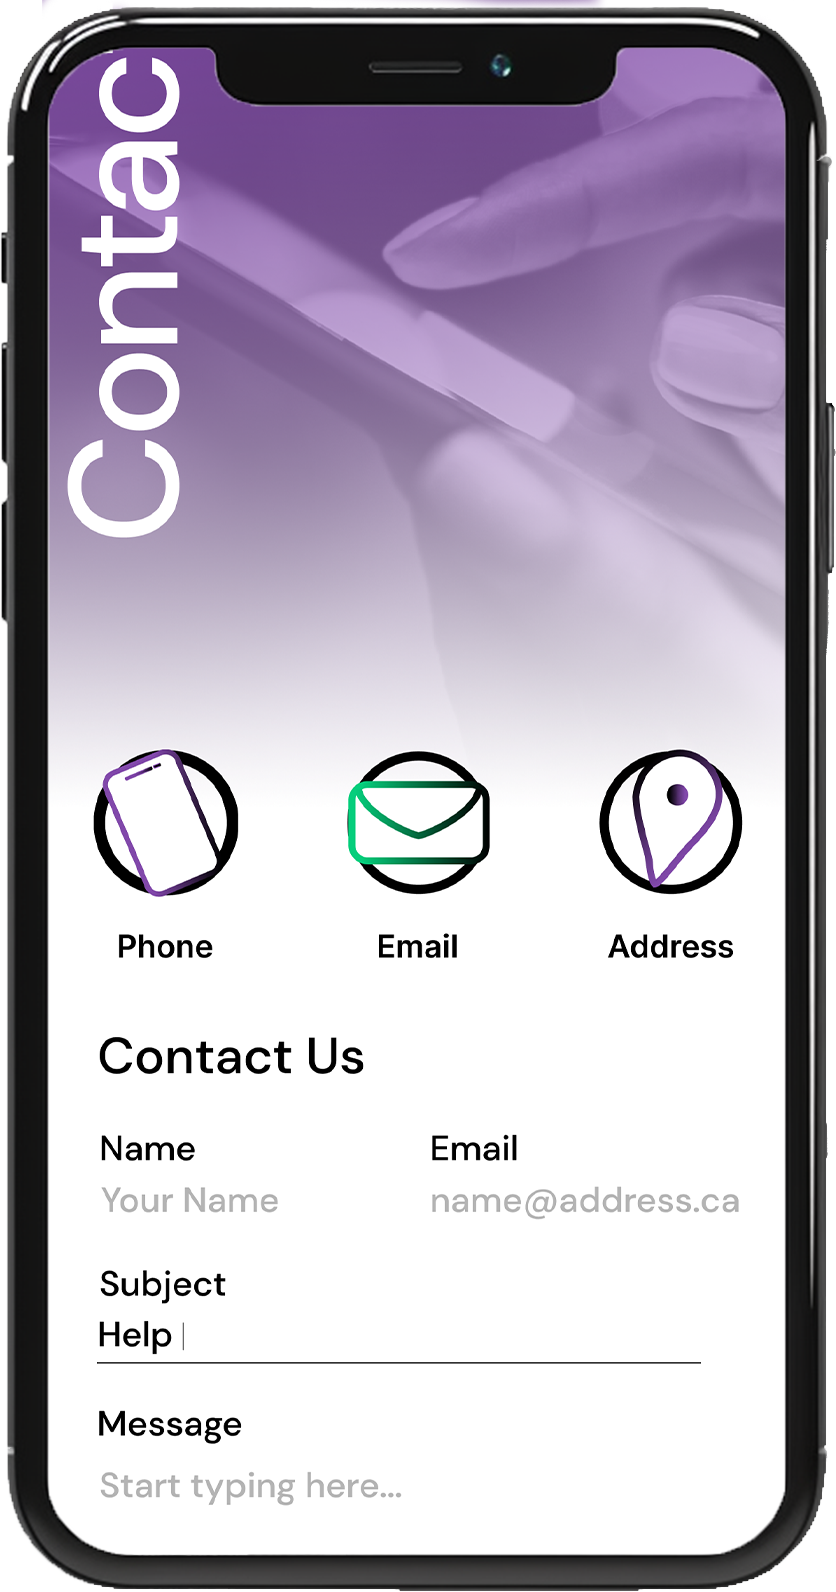 Contac
Phone Email Address
Contact Us
Name Email
Your Name name@address.ca
Subject
Help
Message
Start typing here...